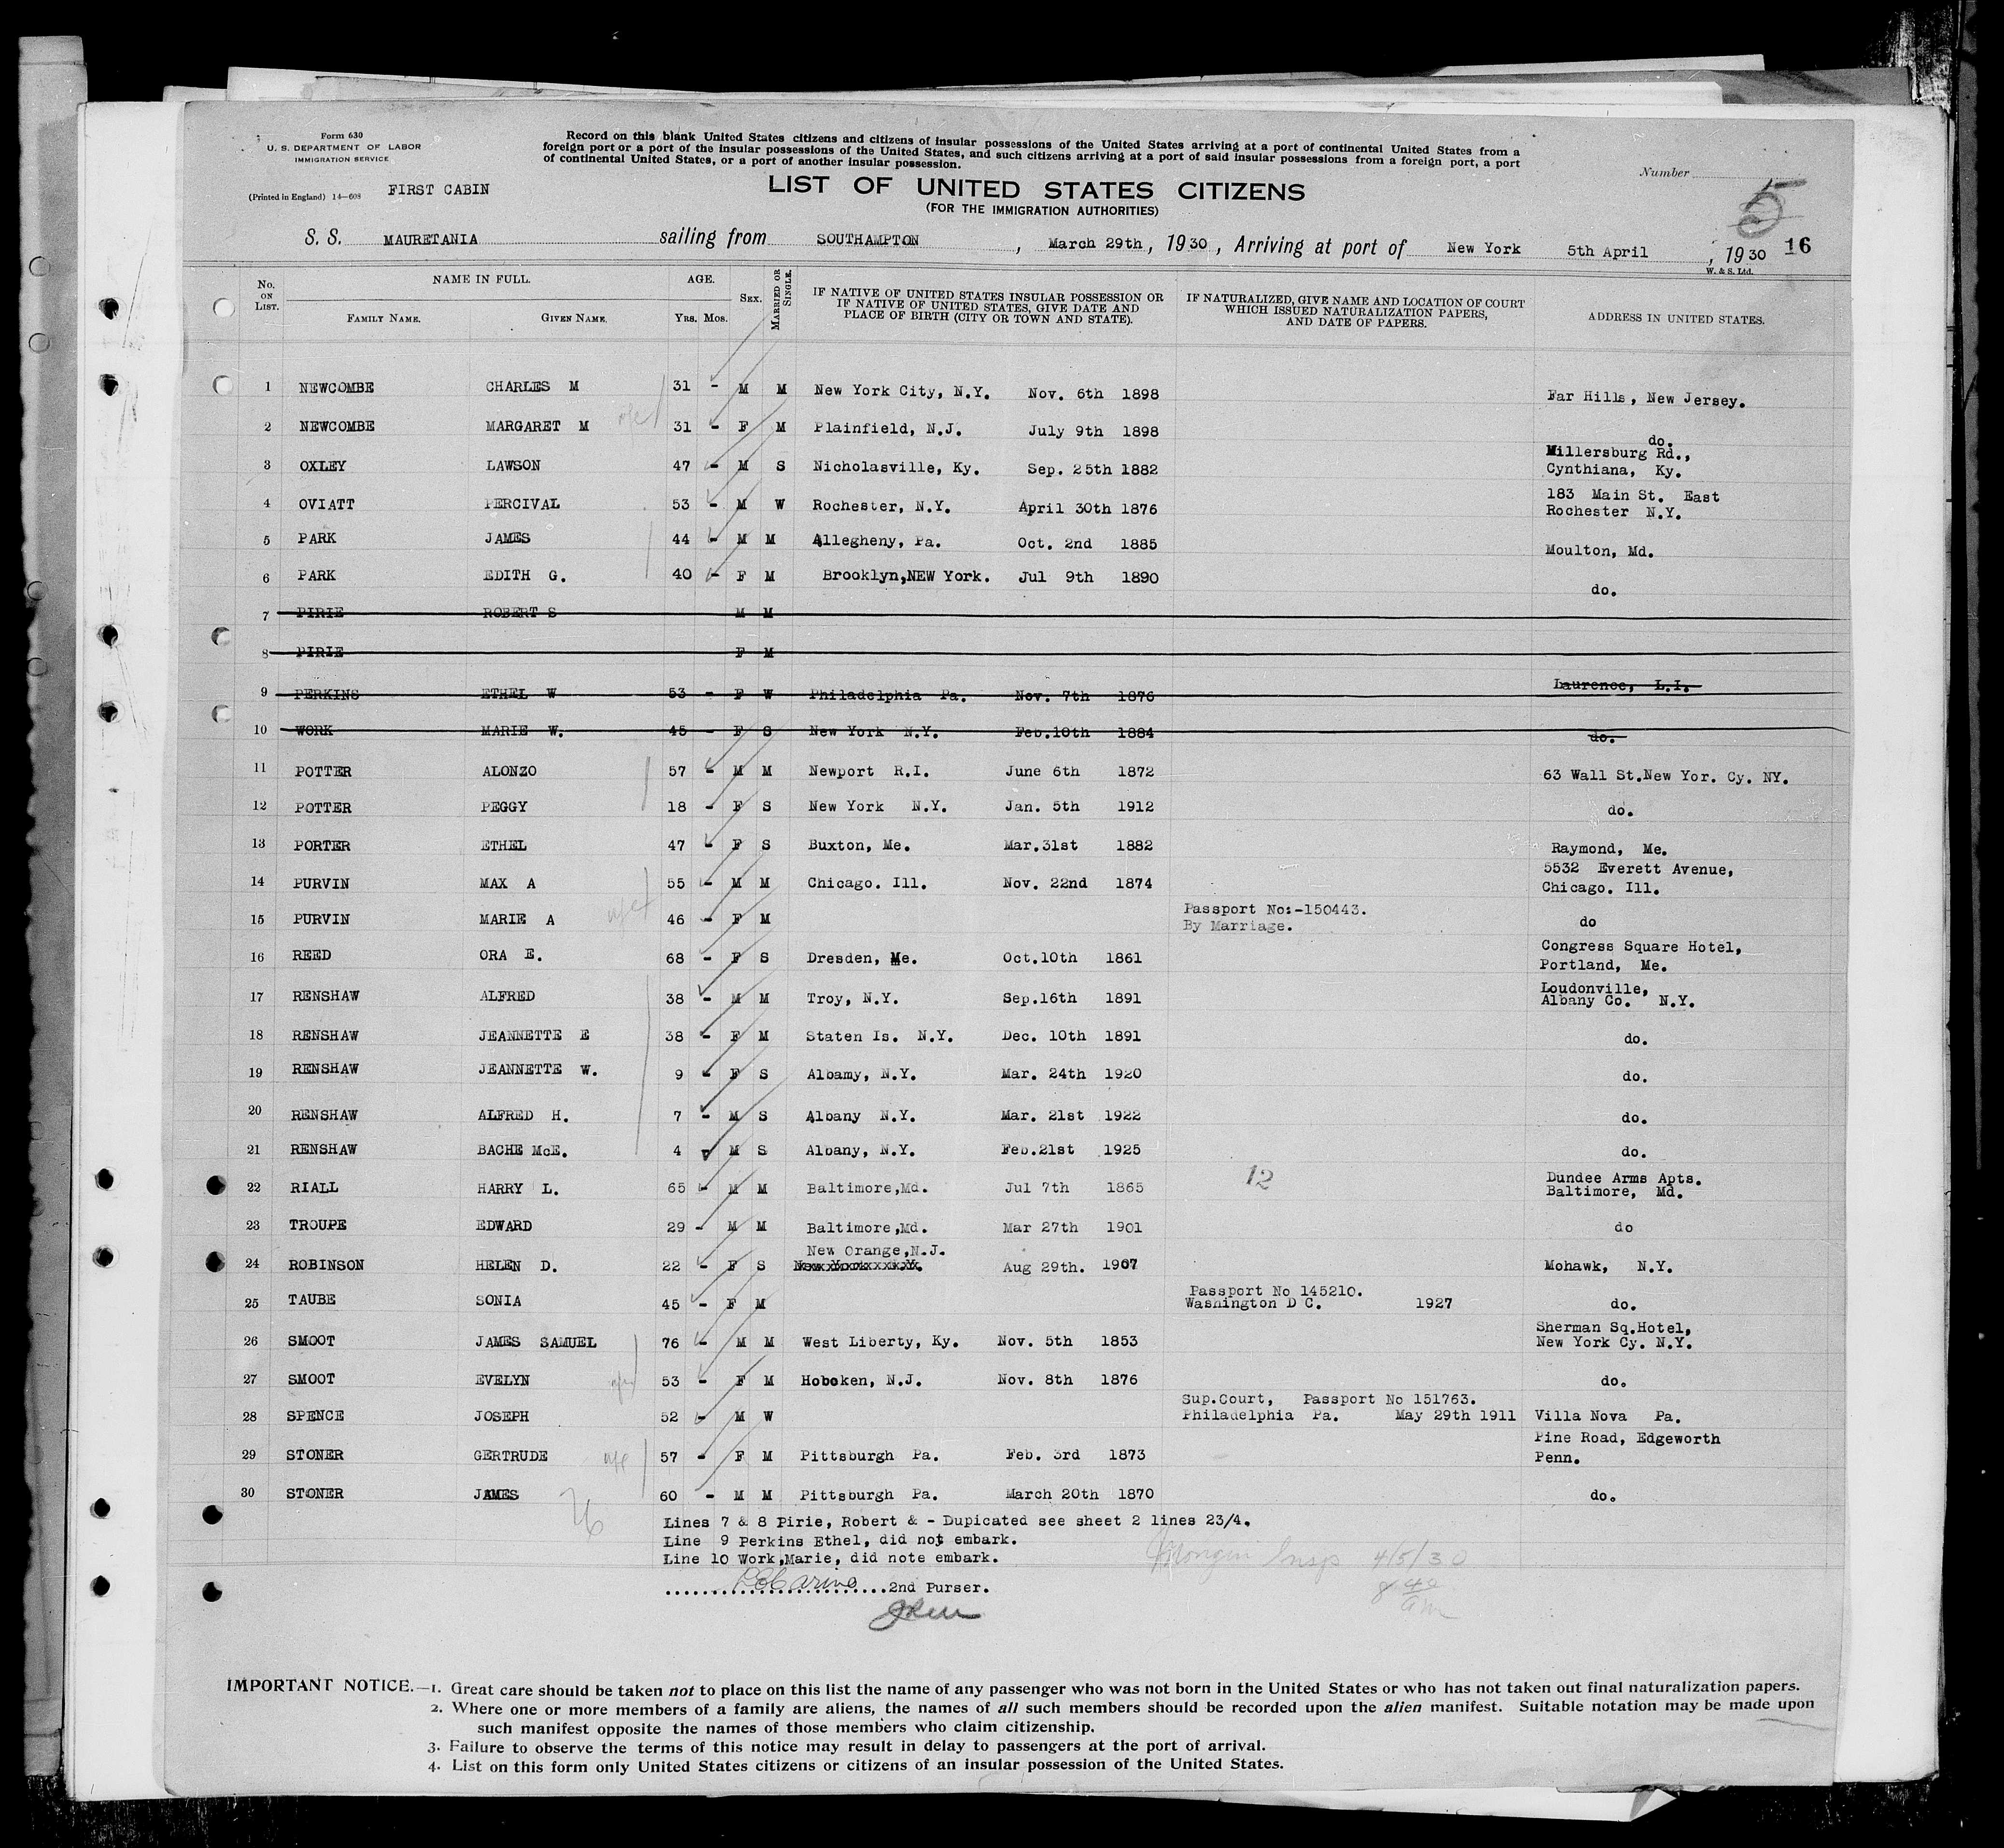 Form 630
U. S. DEPARTMENT OF LABOR
IMMIGRATION SERVICE
(Printed in England) 14—608
FIRST CABIN
Record on this blank United States citizens and citizens of insular possessions of the United States arriving at a port of continental United States from a
foreign port or a port of the insular possessions of the United States, and such citizens arriving at a port of said insular possessions from a foreign port, a port
of continental United States, or a port of another insular possession.
LIST OF UNITED STATES CITIZENS
(FOR THE IMMIGRATION AUTHORITIES)
Number
5
S. S. MAURETANIA sailing from SOUTHAMPTON , March 29th , 19 30 , Arriving at port of New York 5th April , 19 30 16
W. & S. Ltd.
No. ON LIST. NAME IN FULL. AGE. SEX. MARRIED OR SINGLE. IF NATIVE OF UNITED STATES INSULAR POSSESSION OR IF NATIVE OF UNITED STATES, GIVE DATE AND PLACE OF BIRTH (CITY OR TOWN AND STATE). IF NATURALIZED, GIVE NAME AND LOCATION OF COURT WHICH ISSUED NATURALIZATION PAPERS, AND DATE OF PAPERS. ADDRESS IN UNITED STATES.
FAMILY NAME. GIVEN NAME. YRS. MOS.
1 NEWCOMBE CHARLES M 31 - M M New York City, N.Y. Nov. 6th 1898 Far Hills, New Jersey.
2 NEWCOMBE MARGARET M 31 - F M Plainfield, N.J. July 9th 1898 do.
3 OXLEY LAWSON 47 - M S Nicholasville, Ky. Sep. 25th 1882 Millersburg Rd., Cynthiana, Ky.
4 OVIATT PERCIVAL 53 - M W Rochester, N.Y. April 30th 1876 183 Main St. East Rochester N.Y.
5 PARK JAMES 44 - M M Allegheny, Pa. Oct. 2nd 1885 Moulton, Md.
6 PARK EDITH G. 40 - F M Brooklyn,NEW York. Jul 9th 1890 do.
7 PIRIE ROBERT S M M
8 PIRIE F M
9 PERKINS ETHEL W 53 - F W Philadelphia Pa. Nov. 7th 1876 Laurence, L.I.
10 WORK MARIE W. 45 - F S New York N.Y. Feb.10th 1884 do.
11 POTTER ALONZO 57 - M M Newport R.I. June 6th 1872 63 Wall St.New Yor. Cy. NY.
12 POTTER PEGGY 18 - F S New York N.Y. Jan. 5th 1912 do.
13 PORTER ETHEL 47 - F S Buxton, Me. Mar.31st 1882 Raymond, Me.
14 PURVIN MAX A 55 - M M Chicago. Ill. Nov. 22nd 1874 5532 Everett Avenue, Chicago. Ill.
15 PURVIN MARIE A 46 - F M Passport No:-150443. By Marriage. do
16 REED ORA E. 68 - F S Dresden, Me. Oct.10th 1861 Congress Square Hotel, Portland, Me.
17 RENSHAW ALFRED 38 - M M Troy, N.Y. Sep.16th 1891 Loudonville, Albany Co. N.Y.
18 RENSHAW JEANNETTE E 38 - F M Staten Is. N.Y. Dec. 10th 1891 do.
19 RENSHAW JEANNETTE W. 9 - F S Albamy, N.Y. Mar. 24th 1920 do.
20 RENSHAW ALFRED H. 7 - M S Albany N.Y. Mar. 21st 1922 do.
21 RENSHAW BACHE McE. 4 - M S Albany, N.Y. Feb.21st 1925 do.
22 RIALL HARRY L. 65 - M M Baltimore,Md. Jul 7th 1865 12 Dundee Arms Apts. Baltimore, Md.
23 TROUPE EDWARD 29 - M M Baltimore,Md. Mar 27th 1901 do
24 ROBINSON HELEN D. 22 - F S New Orange,N.J. Aug 29th. 1907 Mohawk, N.Y.
25 TAUBE SONIA 45 - F M Passport No 145210. Washington D C. 1927 do.
26 SMOOT JAMES SAMUEL 76 - M M West Liberty, Ky. Nov. 5th 1853 Sherman Sq.Hotel, New York Cy. N.Y.
27 SMOOT EVELYN 53 - F M Hoboken, N.J. Nov. 8th 1876 do.
28 SPENCE JOSEPH 52 - M W Sup.Court, Passport No 151763. Philadelphia Pa. May 29th 1911 Villa Nova Pa.
29 STONER GERTRUDE 57 - F M Pittsburgh Pa. Feb. 3rd 1873 Pine Road, Edgeworth Penn.
30 STONER JAMES 60 - M M Pittsburgh Pa. March 20th 1870 do.
26
Lines 7 & 8 Pirie, Robert & - Dupicated see sheet 2 lines 23/4.
Line 9 Perkins Ethel, did not embark.
Line 10 Work,Marie, did note embark.
Insp 4/5/30
2nd Purser.
8 40 am
IMPORTANT NOTICE.—1. Great care should be taken not to place on this list the name of any passenger who was not born in the United States or who has not taken out final naturalization papers.
2. Where one or more members of a family are aliens, the names of all such members should be recorded upon the alien manifest. Suitable notation may be made upon
such manifest opposite the names of those members who claim citizenship.
3. Failure to observe the terms of this notice may result in delay to passengers at the port of arrival.
4. List on this form only United States citizens or citizens of an insular possession of the United States.